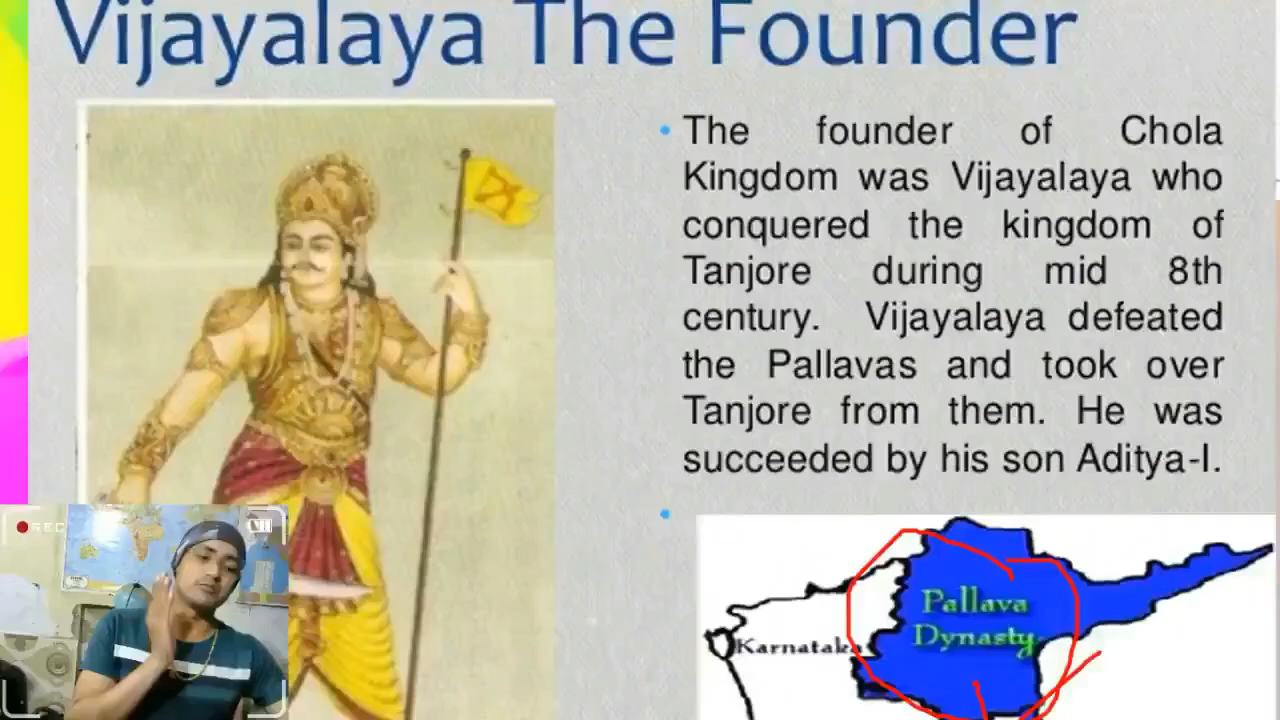 Vijayalaya The Founder
The founder of Chola
Kingdom was Vijayalaya who
conquered the kingdom of
Tanjore during mid 8th
century. Vijayalaya defeated
the Pallavas and took over
Tanjore from them. He was
succeeded by his son Aditya-I.
Pallava
Dynasty
Karnataka
REC